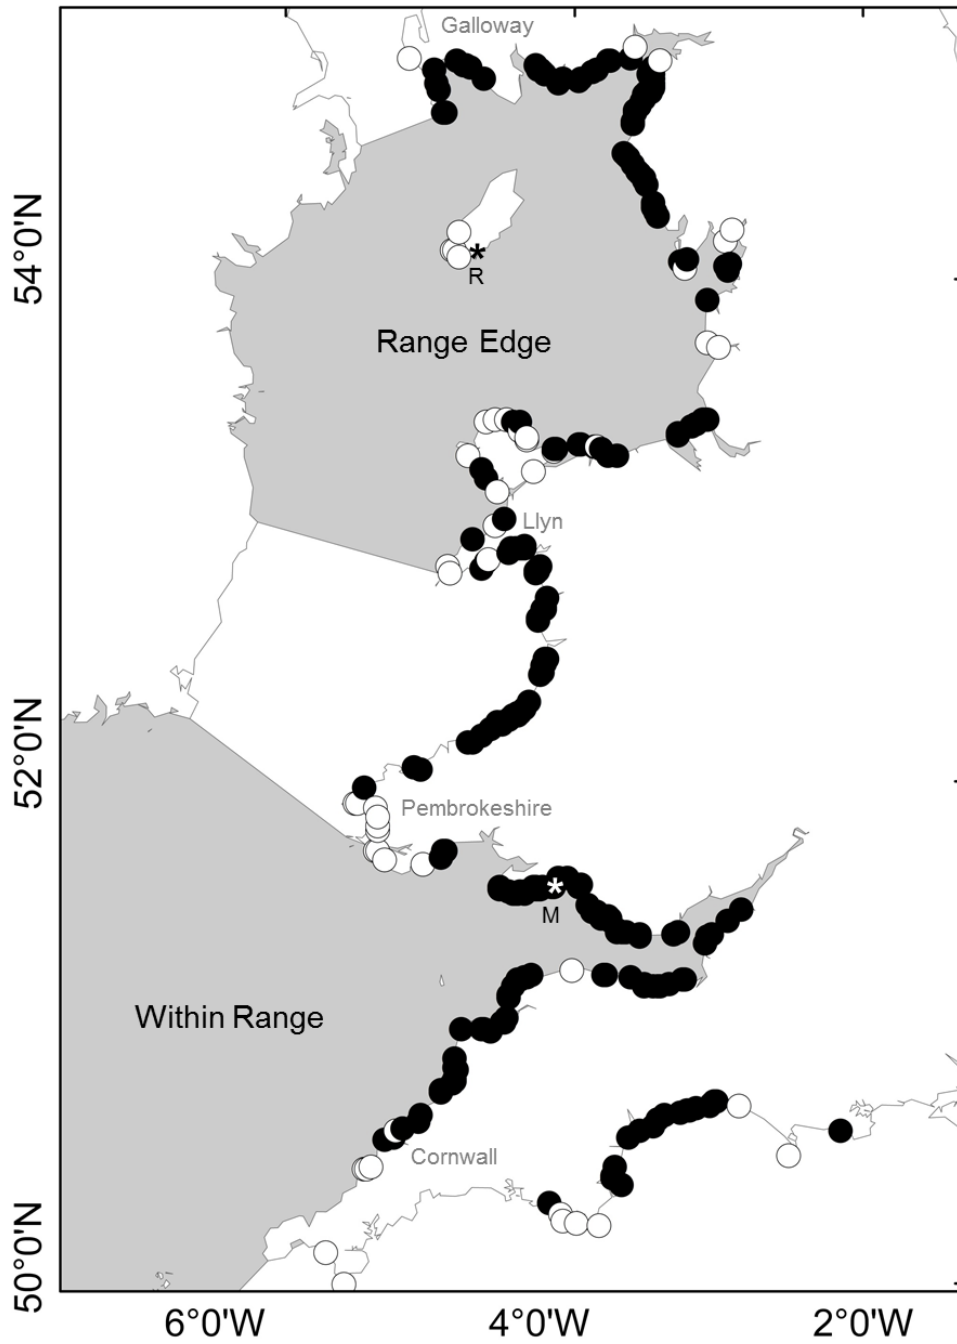 Galloway
54°0'N
*
R
Range Edge
Llyn
52°0'N
Pembrokeshire
*
M
Within Range
Cornwall
50°0'N
6°0'W 4°0'W 2°0'W